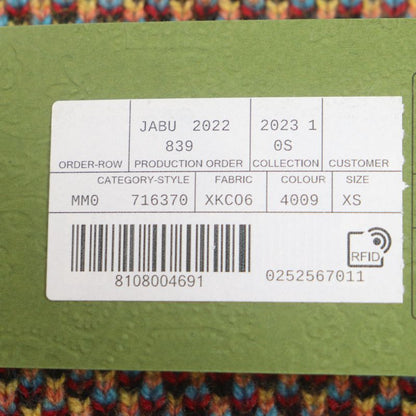 JABU 2022 2023 1
839 0S
ORDER-ROW PRODUCTION ORDER COLLECTION CUSTOMER
CATEGORY-STYLE FABRIC COLOUR SIZE
MM0 716370 XKCO6 4009 XS
RFID
8108004691 0252567011